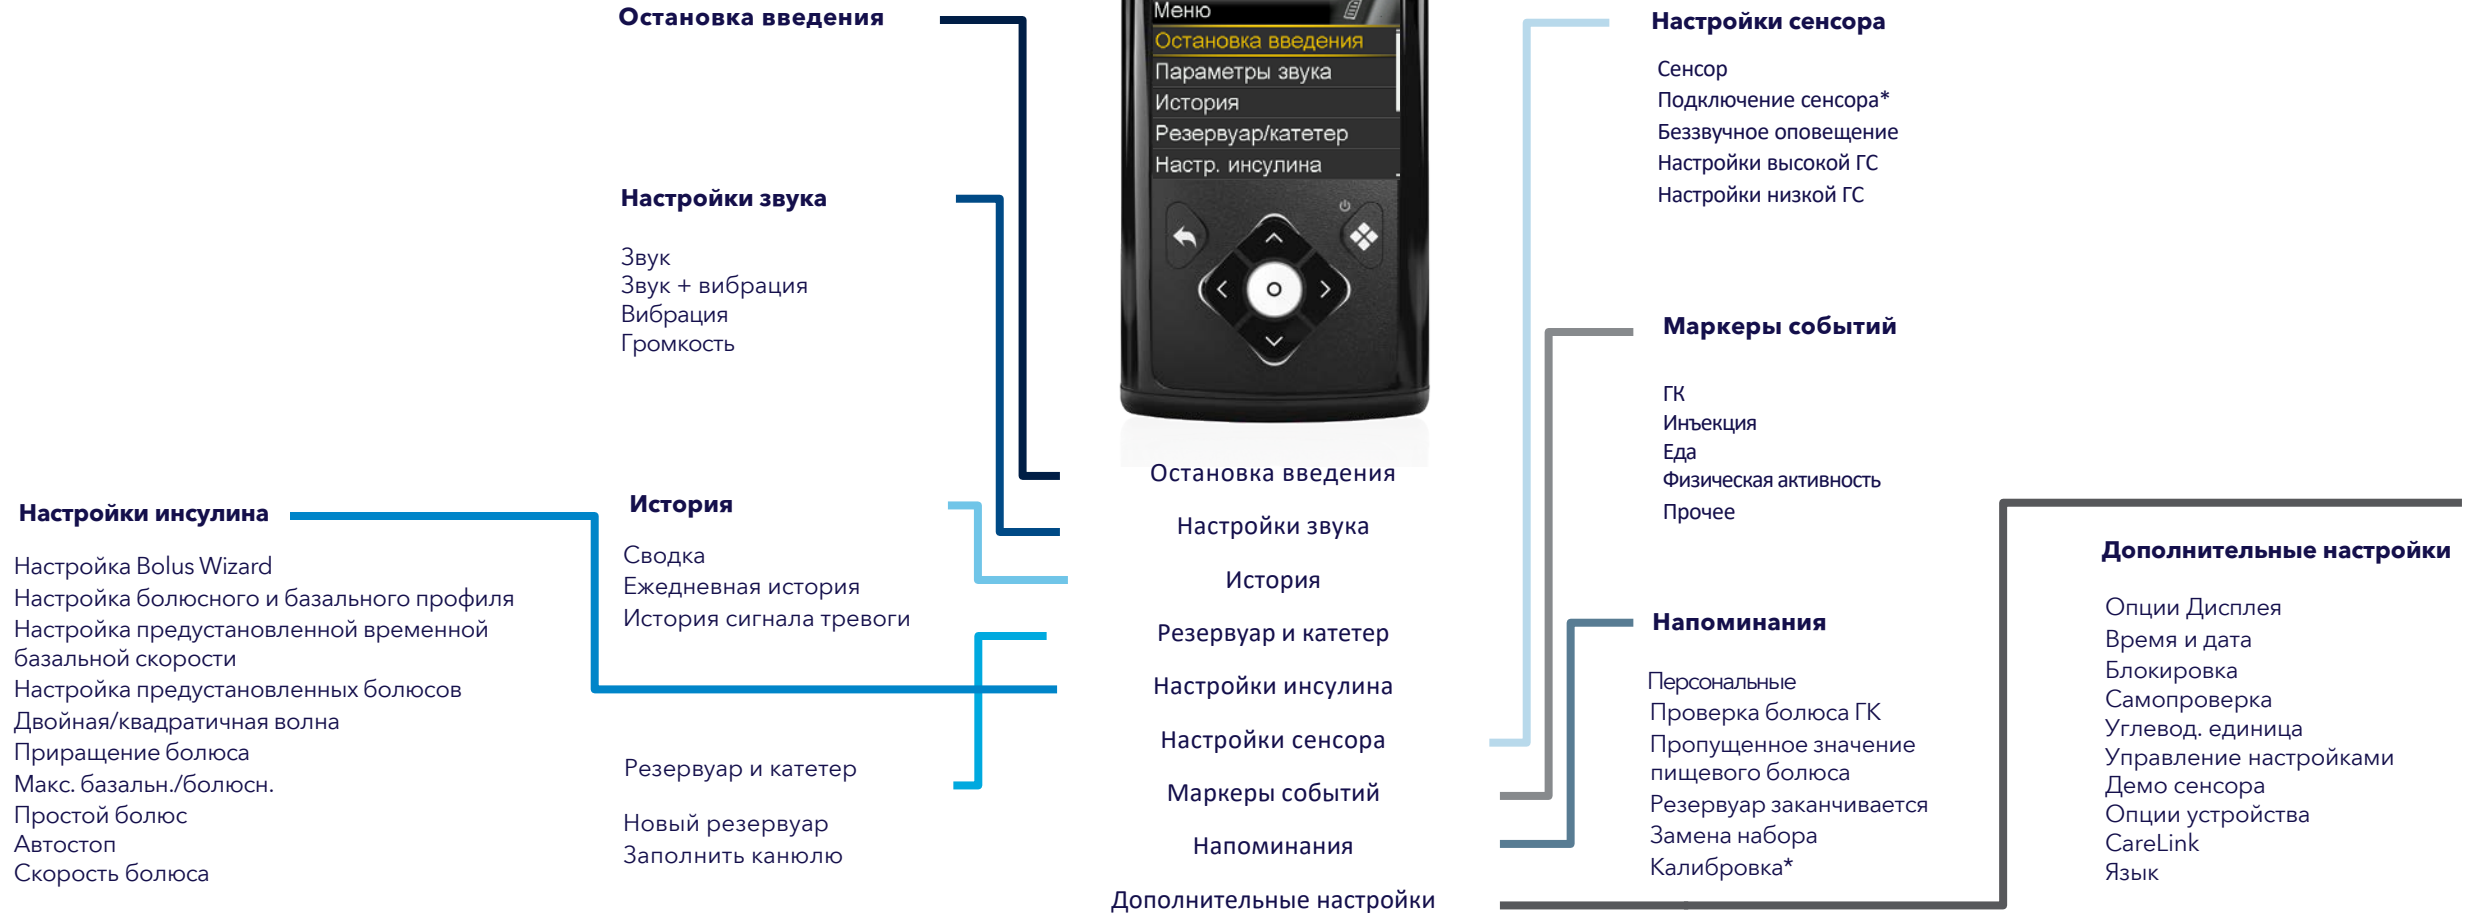 Остановка введения
Настройки звука
Звук
Звук + вибрация
Вибрация
Громкость
Настройки инсулина
Настройка Bolus Wizard
Настройка болюсного и базального профиля
Настройка предустановленной временной
базальной скорости
Настройка предустановленных болюсов
Двойная/квадратичная волна
Приращение болюса
Макс. базальн./болюсн.
Простой болюс
Автостоп
Скорость болюса
История
Сводка
Ежедневная история
История сигнала тревоги
Резервуар и катетер
Новый резервуар
Заполнить канюлю
Меню
Остановка введения
Параметры звука
История
Резервуар/катетер
Настр. инсулина
Остановка введения
Настройки звука
История
Резервуар и катетер
Настройки инсулина
Настройки сенсора
Маркеры событий
Напоминания
Дополнительные настройки
Настройки сенсора
Сенсор
Подключение сенсора*
Беззвучное оповещение
Настройки высокой ГС
Настройки низкой ГС
Маркеры событий
ГК
Инъекция
Еда
Физическая активность
Прочее
Напоминания
Персональные
Проверка болюса ГК
Пропущенное значение
пищевого болюса
Резервуар заканчивается
Замена набора
Калибровка*
Дополнительные настройки
Опции Дисплея
Время и дата
Блокировка
Самопроверка
Углевод. единица
Управление настройками
Демо сенсора
Опции устройства
CareLink
Язык